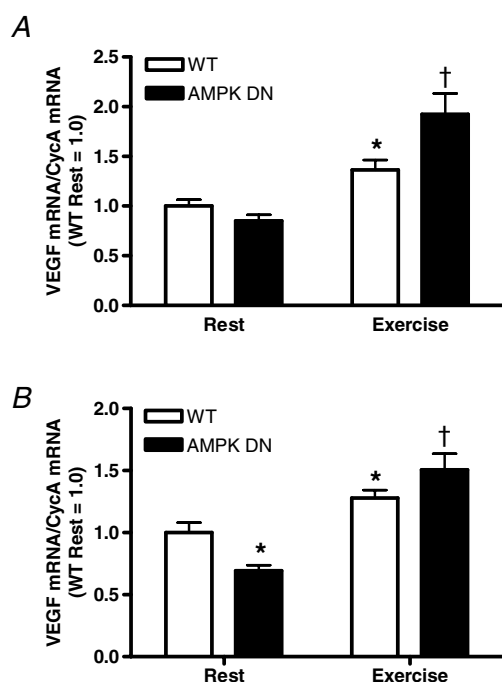 A
VEGF mRNA/CycA mRNA
(WT Rest = 1.0)
2.5
2.0
1.5
1.0
0.5
0.0
WT
AMPK DN
*
†
Rest
Exercise
B
VEGF mRNA/CycA mRNA
(WT Rest = 1.0)
2.0
1.5
1.0
0.5
0.0
WT
AMPK DN
*
*
†
Rest
Exercise